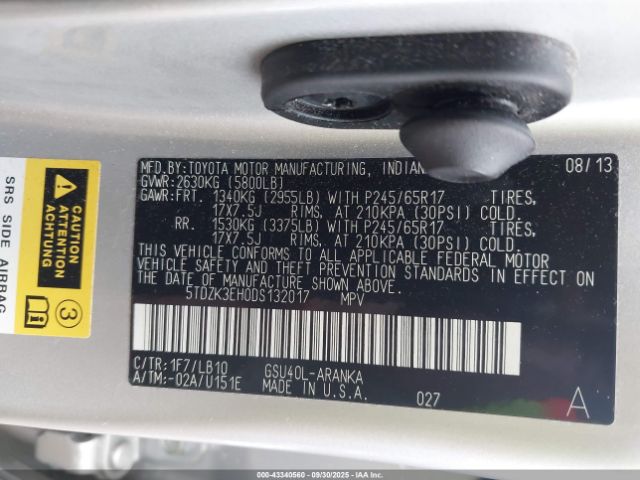 CAUTION
ATTENTION
ACHTUNG
3
SRS SIDE AIRBAG
MFD.BY:TOYOTA MOTOR MANUFACTURING, INDIAN 08/13
GVWR:2630KG (5800LB)
GAWR:FRT. 1340KG (2955LB) WITH P245/65R17 TIRES,
17X7.5J RIMS, AT 210KPA (30PSI) COLD.
RR. 1530KG (3375LB) WITH P245/65R17 TIRES,
17X7.5J RIMS, AT 210KPA (30PSI) COLD.
THIS VEHICLE CONFORMS TO ALL APPLICABLE FEDERAL MOTOR
VEHICLE SAFETY AND THEFT PREVENTION STANDARDS IN EFFECT ON
THE DATE OF MANUFACTURE SHOWN ABOVE.
5TDZK3EH0DS132017 MPV
C/TR:1F7/LB10 GSU40L-ARANKA
A/TM:-02A/U151E MADE IN U.S.A. 027 A
000-43340560 - 09/30/2025 - IAAI.COM